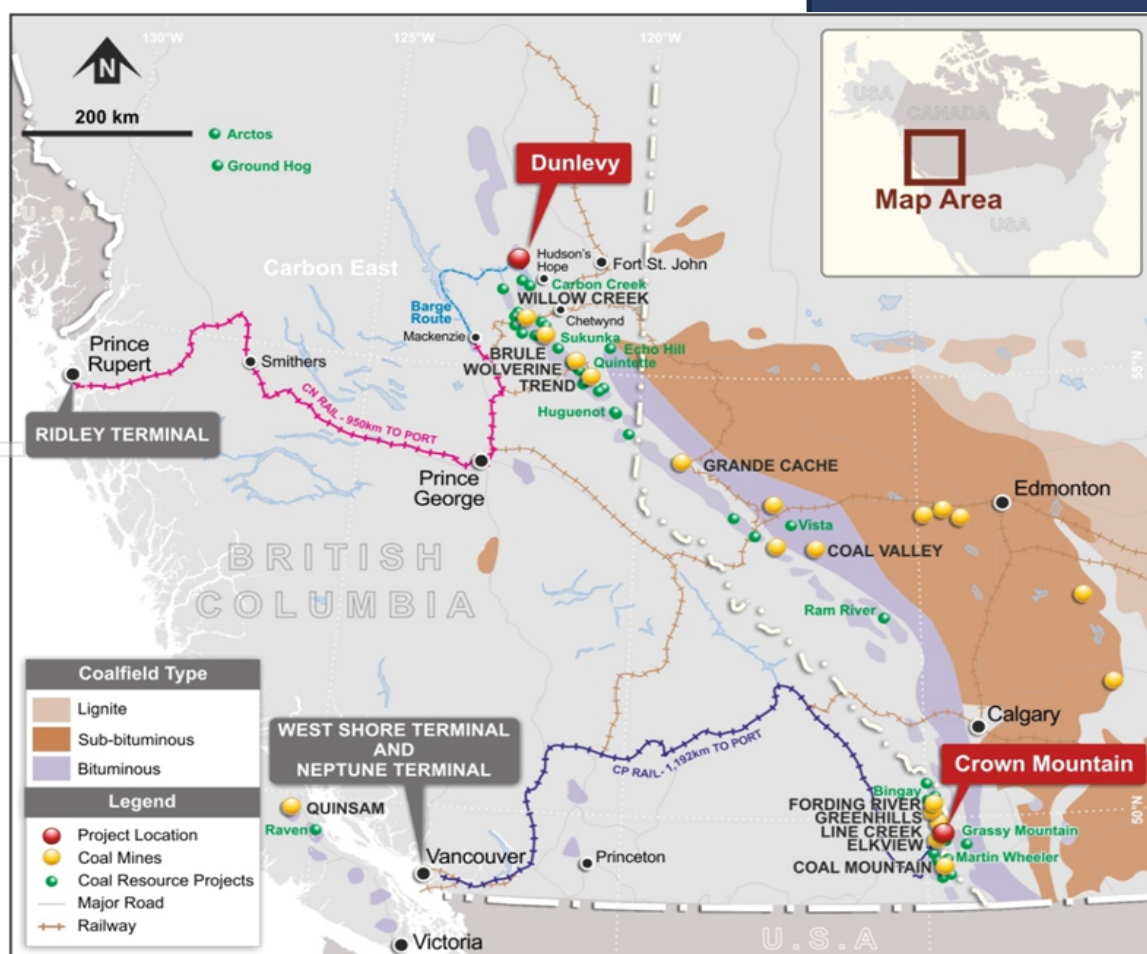 130°W
125°W
120°W
N
200 km
Arctos
Ground Hog
U.S.A
USA
CANADA
USA
Map Area
Dunlevy
Hudson's
Hope
Fort St. John
Carbon East
Carbon Creek
WILLOW CREEK
Barge
Route
Chetwynd
Mackenzie
Sukunka
Prince
Rupert
Smithers
BRULE
Echo Hill
WOLVERINE
Quintette
TREND
55°N
CN RAIL - 950km TO PORT
Huguenot
RIDLEY TERMINAL
Prince
George
GRANDE CACHE
Edmonton
Vista
COAL VALLEY
BRITISH
COLUMBIA
Ram River
Coalfield Type
Lignite
Sub-bituminous
Bituminous
Legend
Project Location
Coal Mines
Coal Resource Projects
Major Road
Railway
WEST SHORE TERMINAL
AND
NEPTUNE TERMINAL
CP RAIL - 1,192km TO PORT
Calgary
Crown Mountain
QUINSAM
Raven
Bingay
FORDING RIVER
GREENHILLS
LINE CREEK
Grassy Mountain
ELKVIEW
Martin Wheeler
COAL MOUNTAIN
50°N
Vancouver
Princeton
Victoria
U.S.A